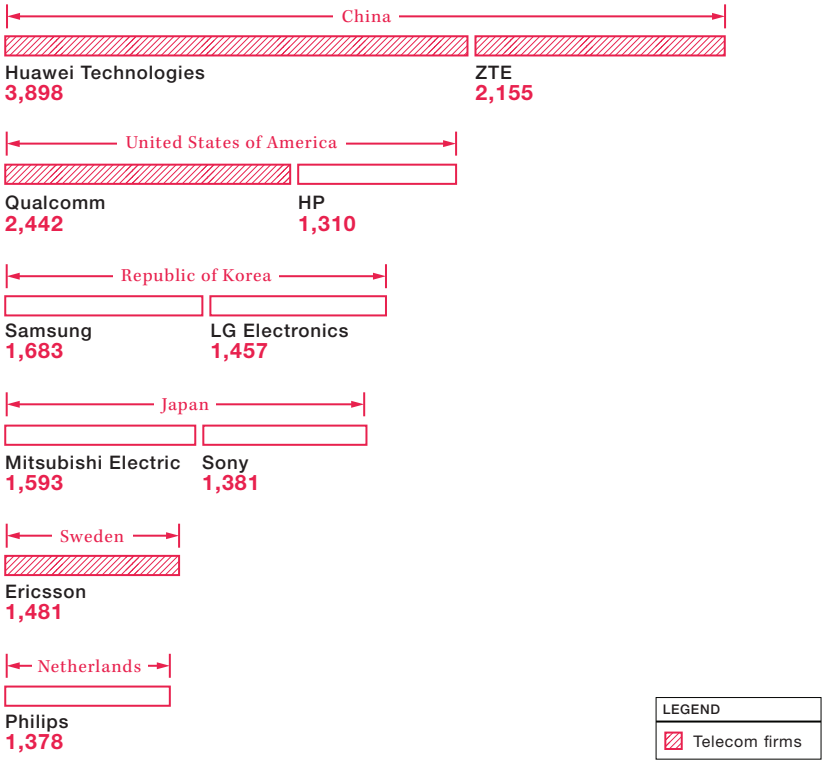 China
Huawei Technologies ZTE
3,898 2,155
United States of America
Qualcomm HP
2,442 1,310
Republic of Korea
Samsung LG Electronics
1,683 1,457
Japan
Mitsubishi Electric Sony
1,593 1,381
Sweden
Ericsson
1,481
Netherlands
Philips
1,378
LEGEND
Telecom firms